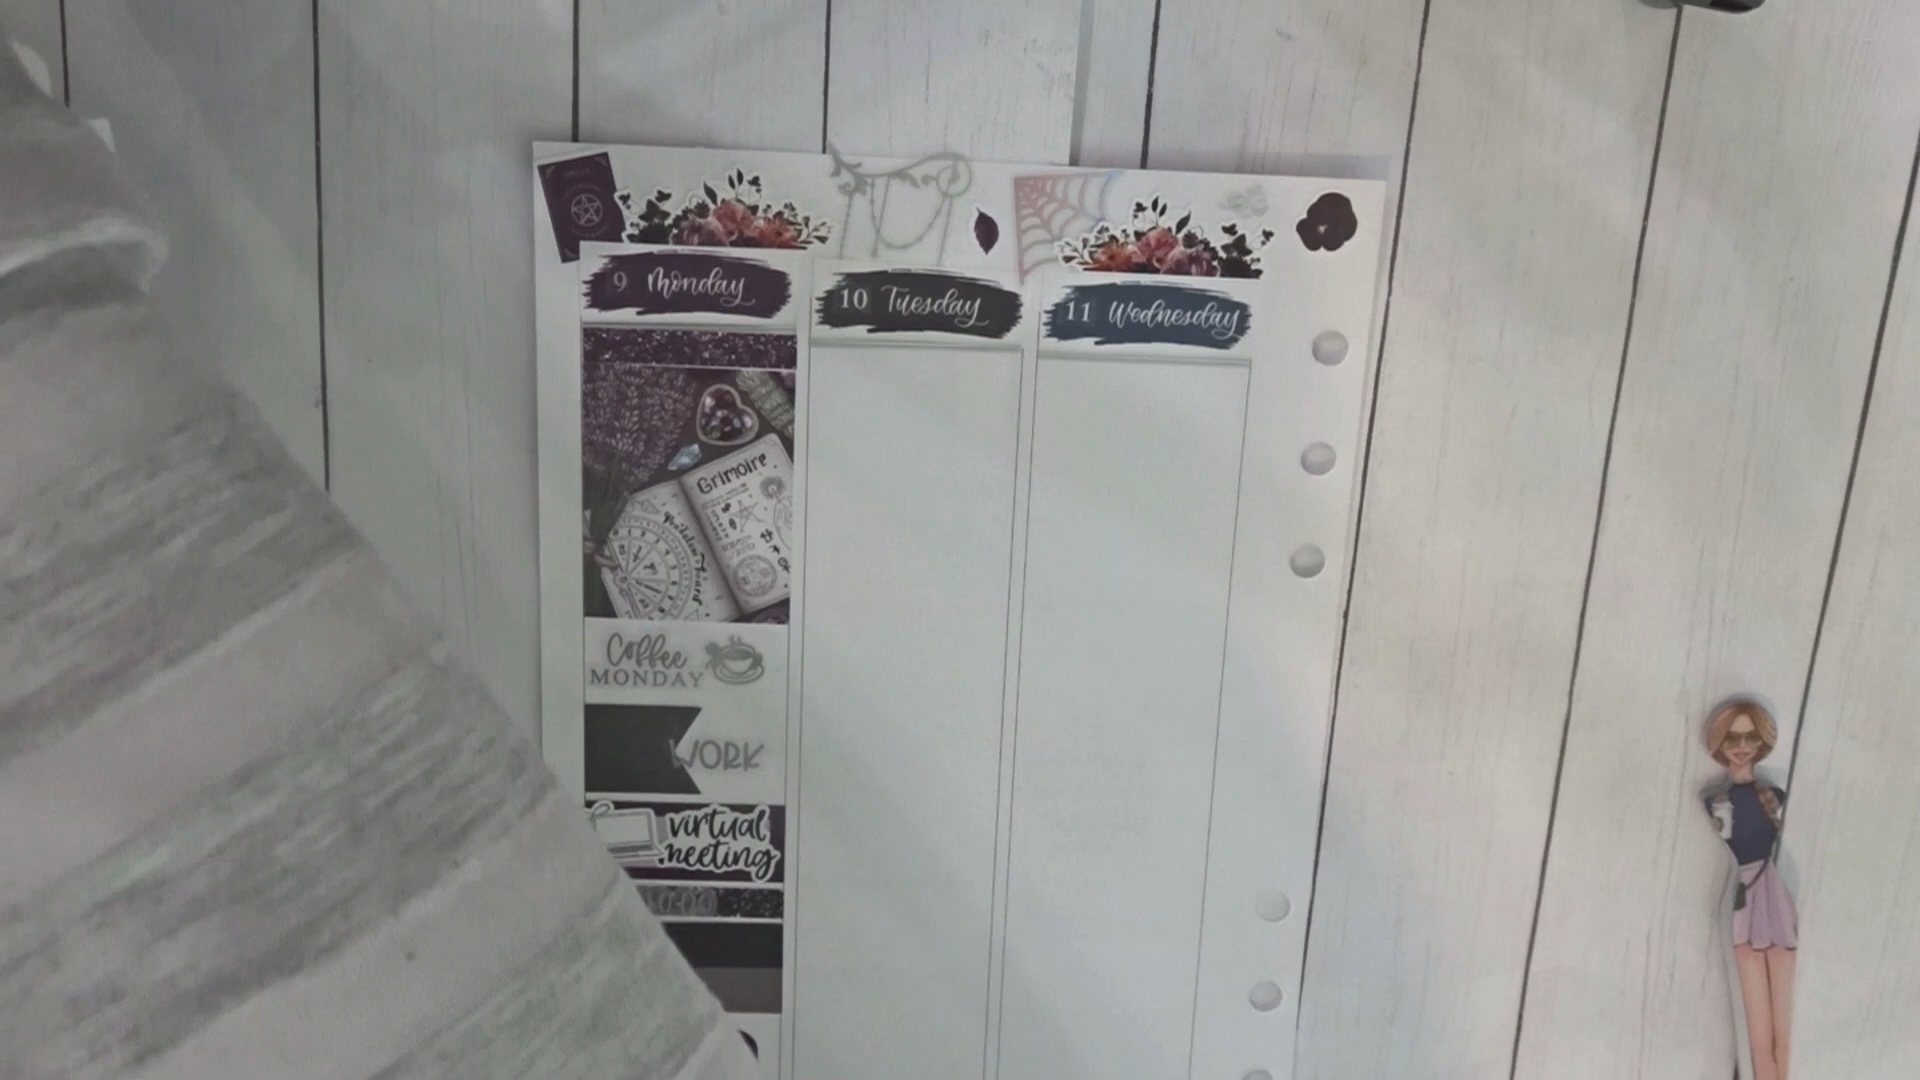 9 Monday
10 Tuesday
11 Wednesday
Grimoire
Coffee
MONDAY
WORK
virtual
meeting